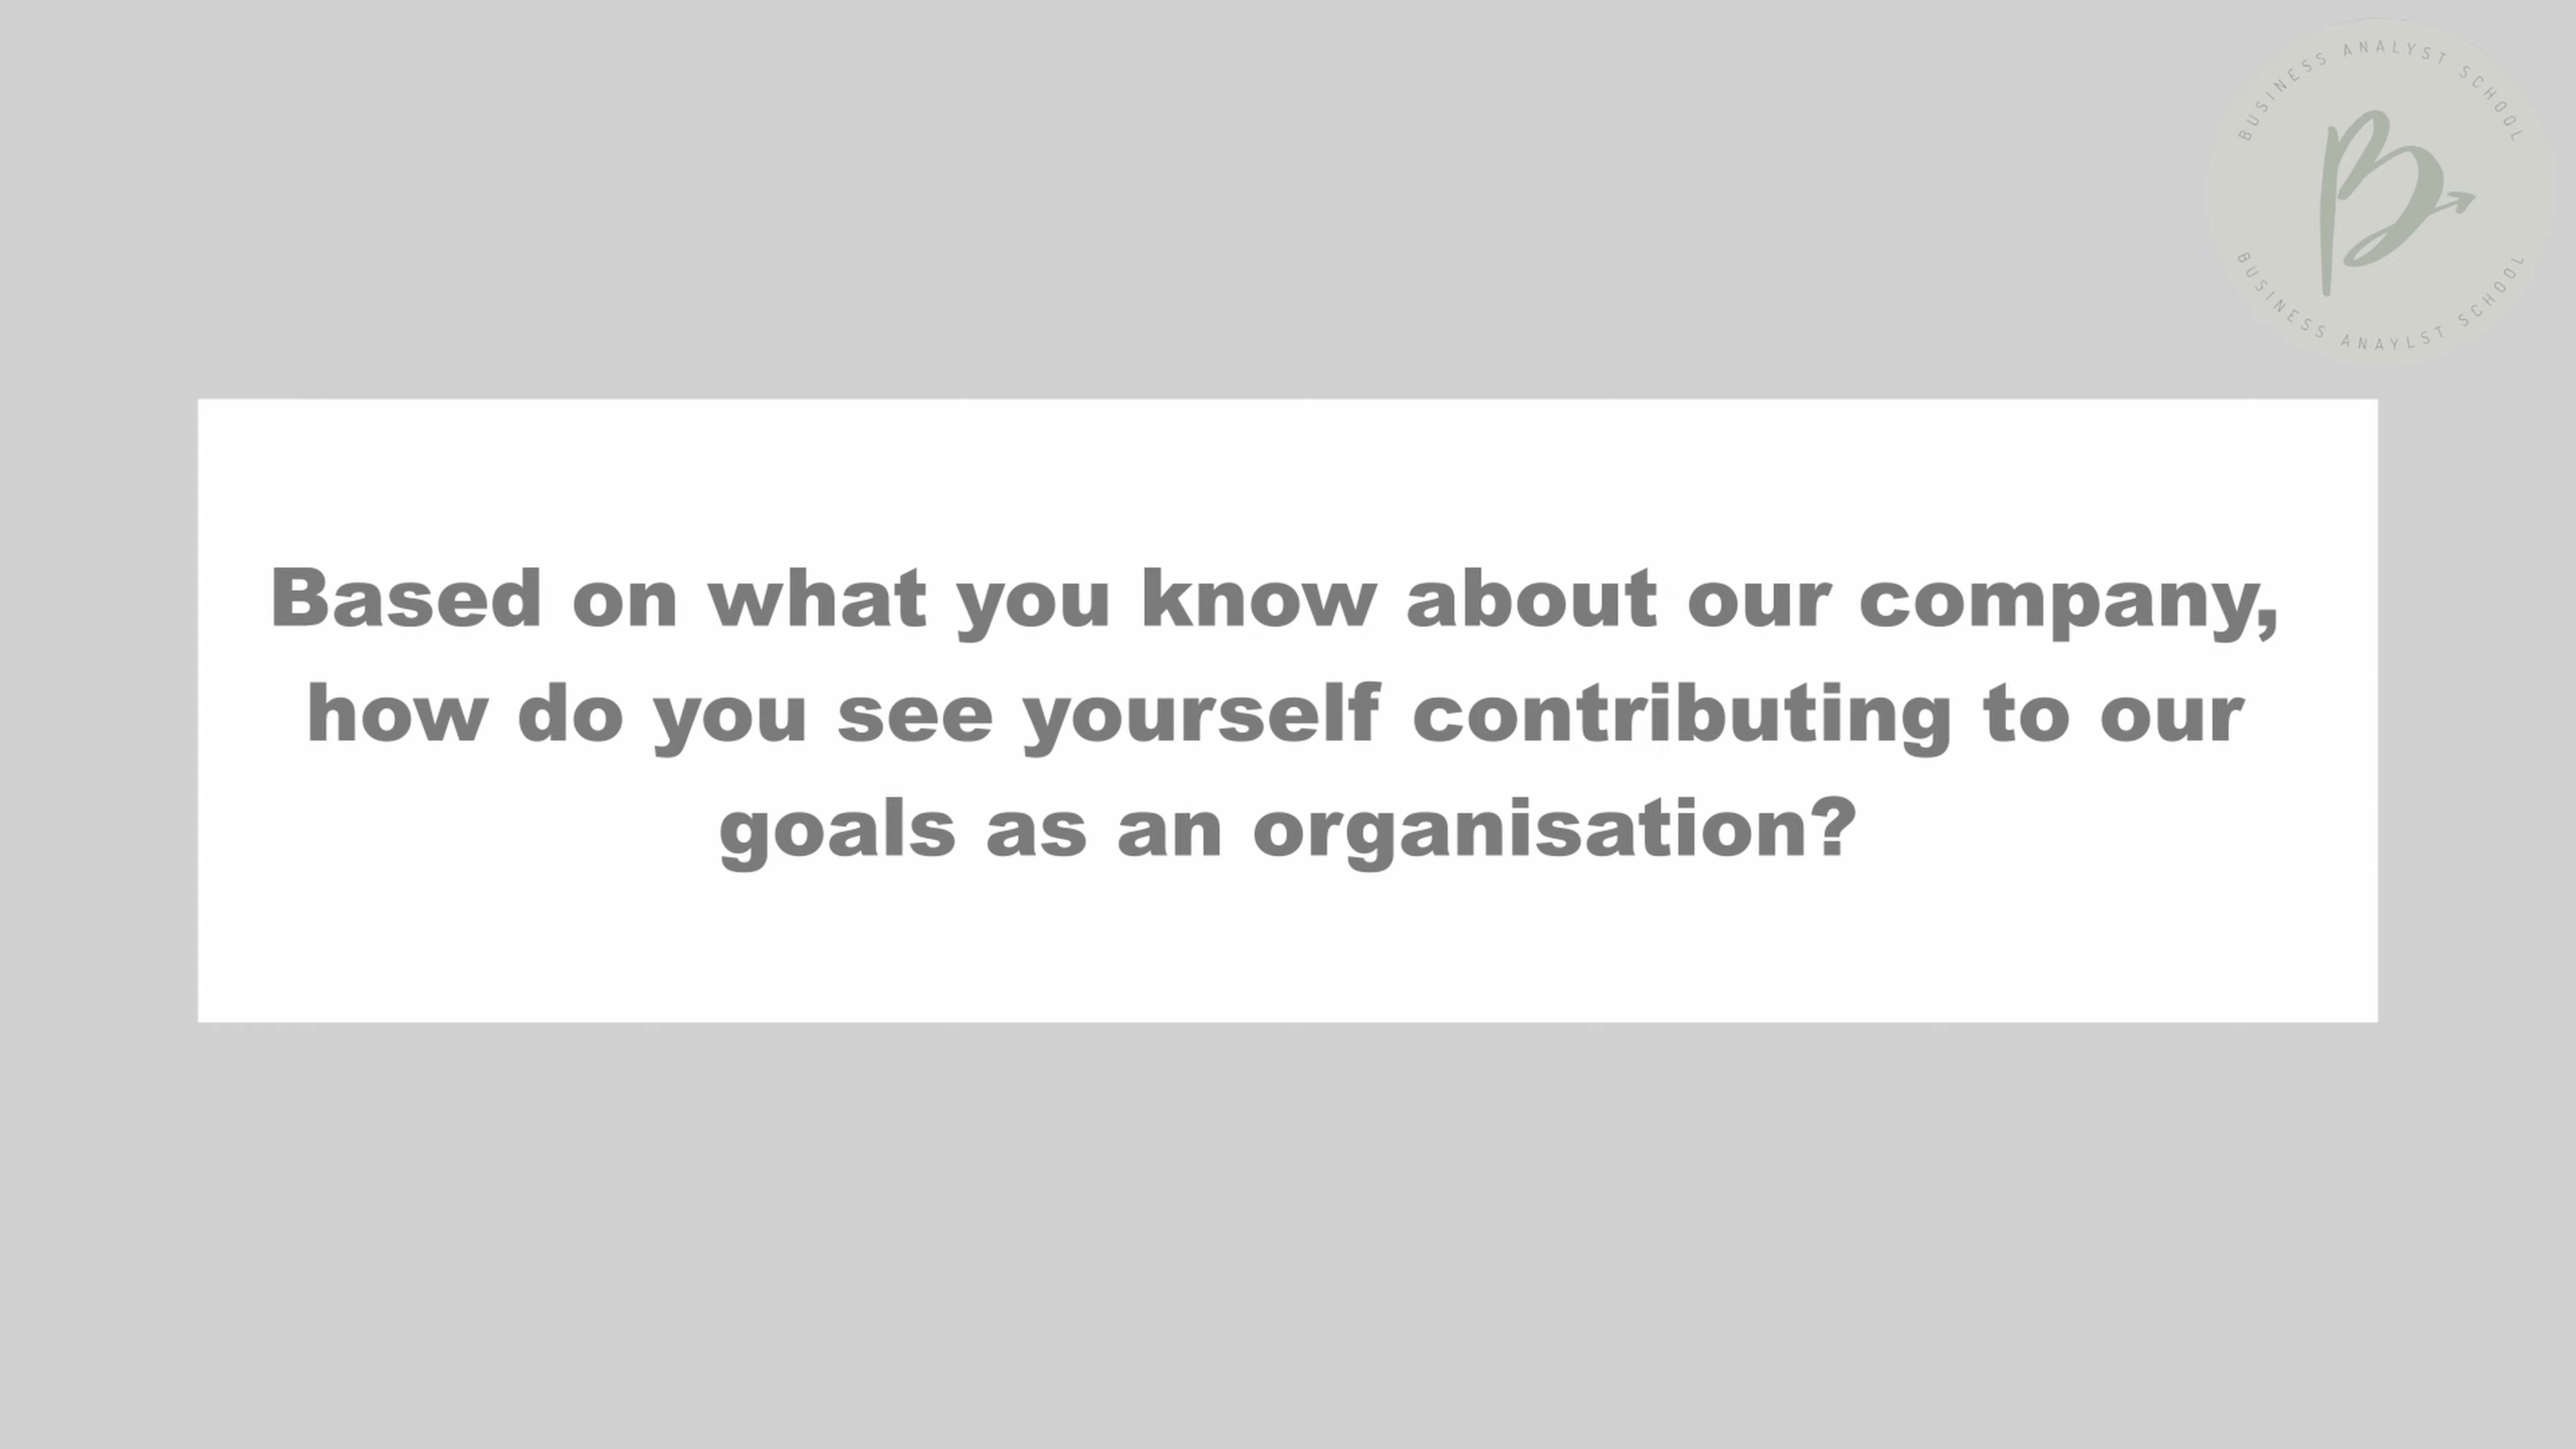 BUSINESS ANALYST SCHOOL
BUSINESS ANAYLST SCHOOL
Based on what you know about our company,
how do you see yourself contributing to our
goals as an organisation?